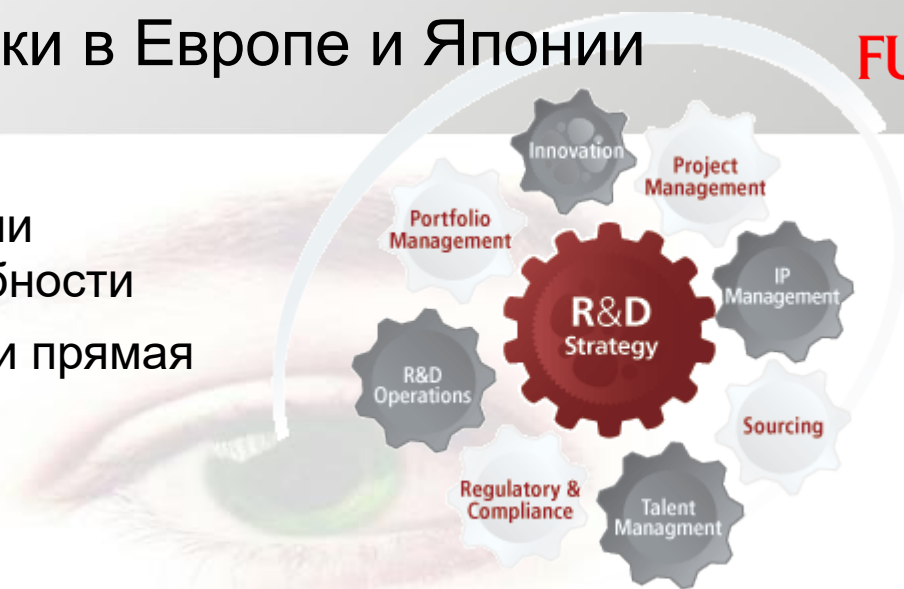 ки в Европе и Японии
FU
ли
бности
и прямая
Innovation
Project
Management
Portfolio
Management
R&D
Strategy
IP
Management
R&D
Operations
Sourcing
Regulatory &
Compliance
Talent
Managment